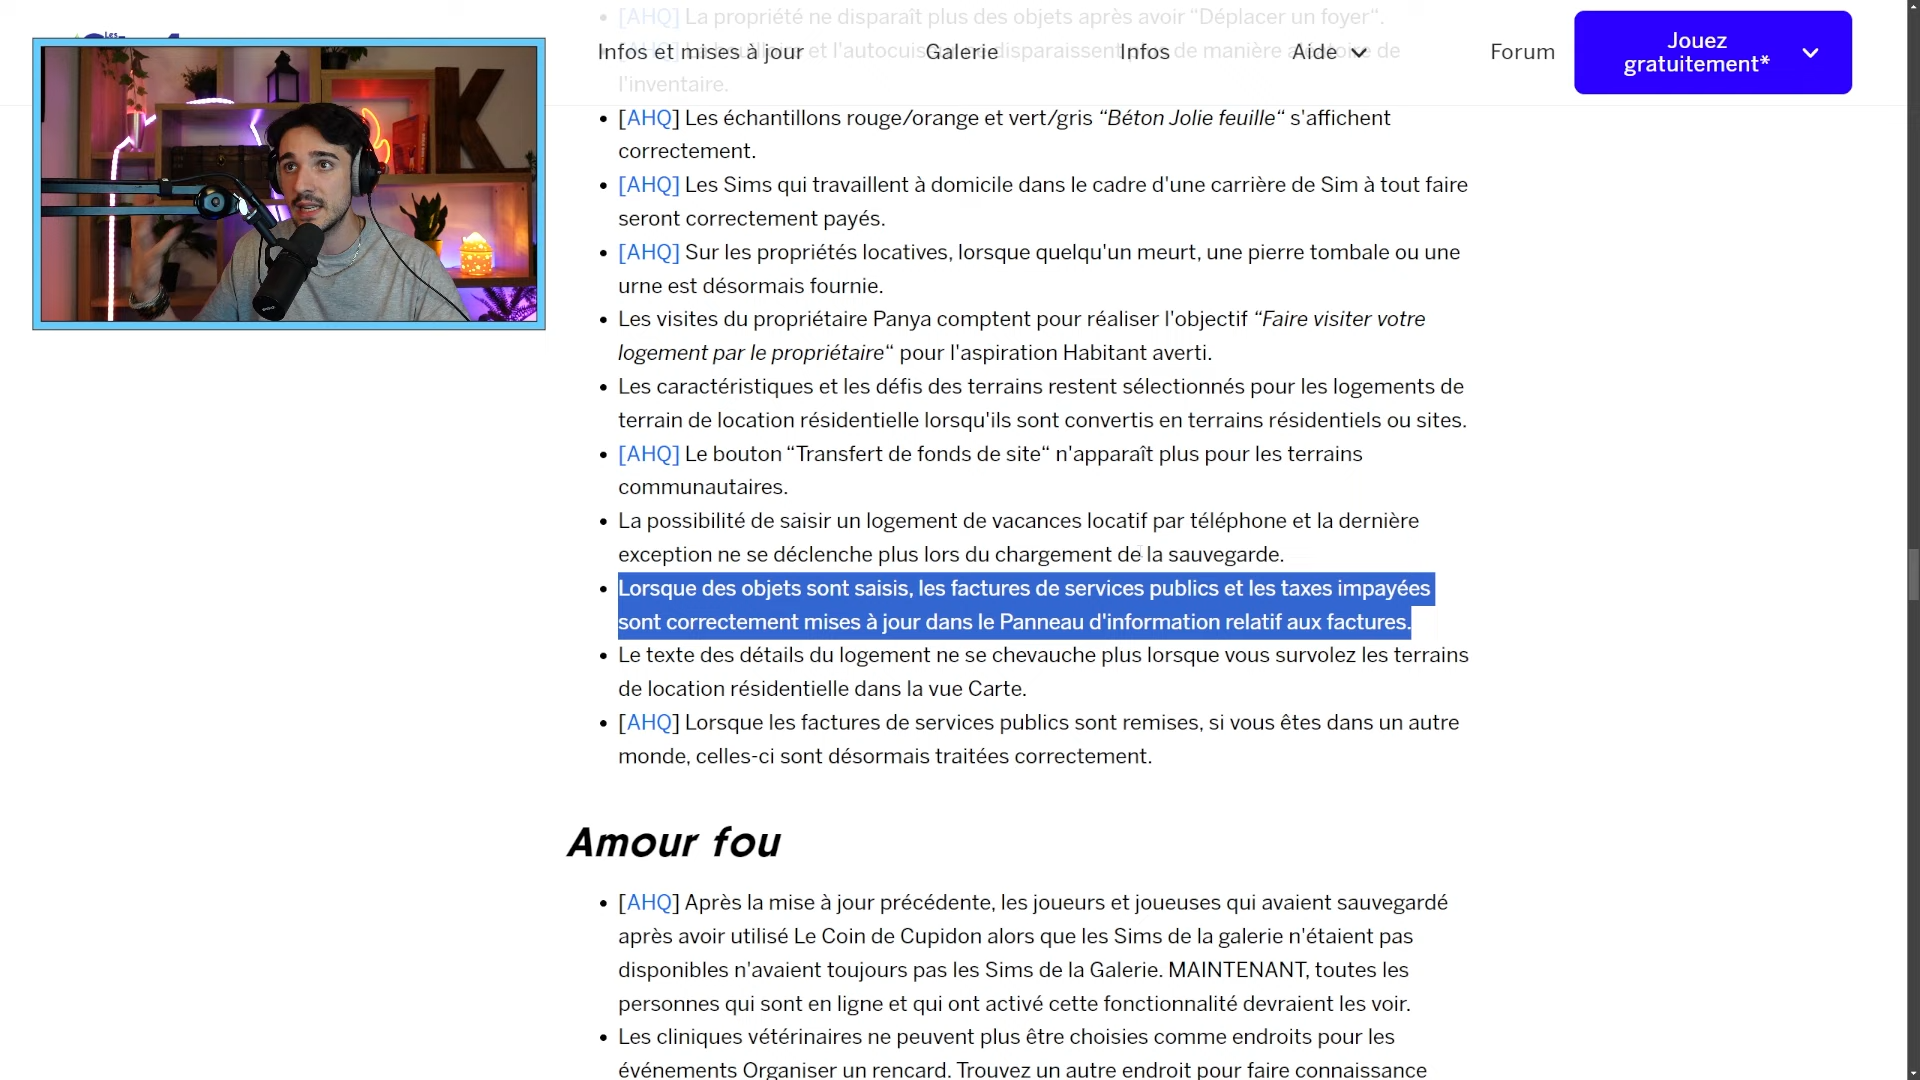 [AHQ] La propriété ne disparaît plus des objets après avoir “Déplacer un foyer“.
et l'autocuis disparaissent de manière de
l'inventaire.
Les
Infos et mises à jour
Galerie
Infos
Aide
Forum
Jouez
gratuitement*
K
[AHQ] Les échantillons rouge/orange et vert/gris “Béton Jolie feuille“ s'affichent
correctement.
[AHQ] Les Sims qui travaillent à domicile dans le cadre d'une carrière de Sim à tout faire
seront correctement payés.
[AHQ] Sur les propriétés locatives, lorsque quelqu'un meurt, une pierre tombale ou une
urne est désormais fournie.
Les visites du propriétaire Panya comptent pour réaliser l'objectif “Faire visiter votre
logement par le propriétaire“ pour l'aspiration Habitant averti.
Les caractéristiques et les défis des terrains restent sélectionnés pour les logements de
terrain de location résidentielle lorsqu'ils sont convertis en terrains résidentiels ou sites.
[AHQ] Le bouton “Transfert de fonds de site“ n'apparaît plus pour les terrains
communautaires.
La possibilité de saisir un logement de vacances locatif par téléphone et la dernière
exception ne se déclenche plus lors du chargement de la sauvegarde.
Lorsque des objets sont saisis, les factures de services publics et les taxes impayées
sont correctement mises à jour dans le Panneau d'information relatif aux factures.
Le texte des détails du logement ne se chevauche plus lorsque vous survolez les terrains
de location résidentielle dans la vue Carte.
[AHQ] Lorsque les factures de services publics sont remises, si vous êtes dans un autre
monde, celles-ci sont désormais traitées correctement.
Amour fou
[AHQ] Après la mise à jour précédente, les joueurs et joueuses qui avaient sauvegardé
après avoir utilisé Le Coin de Cupidon alors que les Sims de la galerie n'étaient pas
disponibles n'avaient toujours pas les Sims de la Galerie. MAINTENANT, toutes les
personnes qui sont en ligne et qui ont activé cette fonctionnalité devraient les voir.
Les cliniques vétérinaires ne peuvent plus être choisies comme endroits pour les
événements Organiser un rencard. Trouvez un autre endroit pour faire connaissance